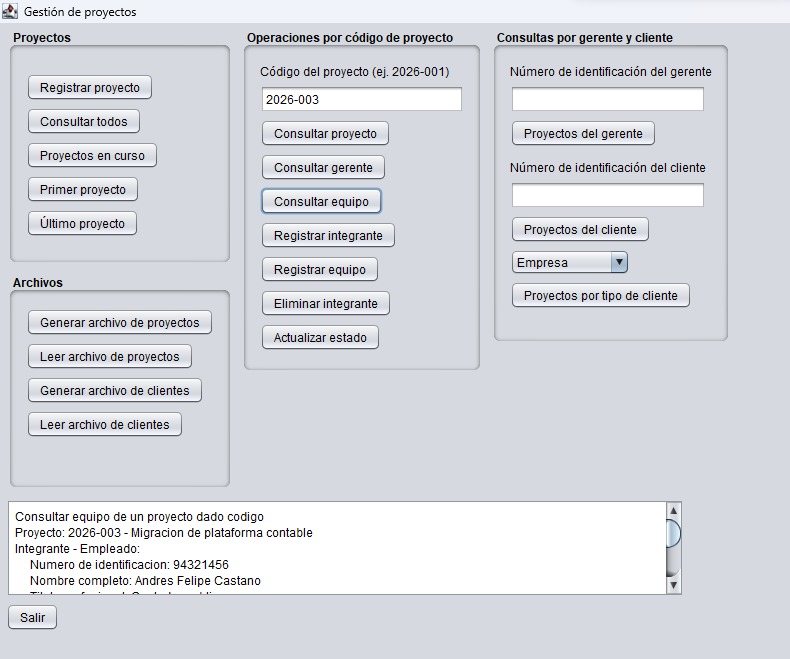 Gestión de proyectos
Proyectos
Registrar proyecto
Consultar todos
Proyectos en curso
Primer proyecto
Último proyecto
Archivos
Generar archivo de proyectos
Leer archivo de proyectos
Generar archivo de clientes
Leer archivo de clientes
Operaciones por código de proyecto
Código del proyecto (ej. 2026-001)
2026-003
Consultar proyecto
Consultar gerente
Consultar equipo
Registrar integrante
Registrar equipo
Eliminar integrante
Actualizar estado
Consultas por gerente y cliente
Número de identificación del gerente
Proyectos del gerente
Número de identificación del cliente
Proyectos del cliente
Empresa
Proyectos por tipo de cliente
Consultar equipo de un proyecto dado codigo
Proyecto: 2026-003 - Migracion de plataforma contable
Integrante - Empleado:
Numero de identificacion: 94321456
Nombre completo: Andres Felipe Castano
Salir